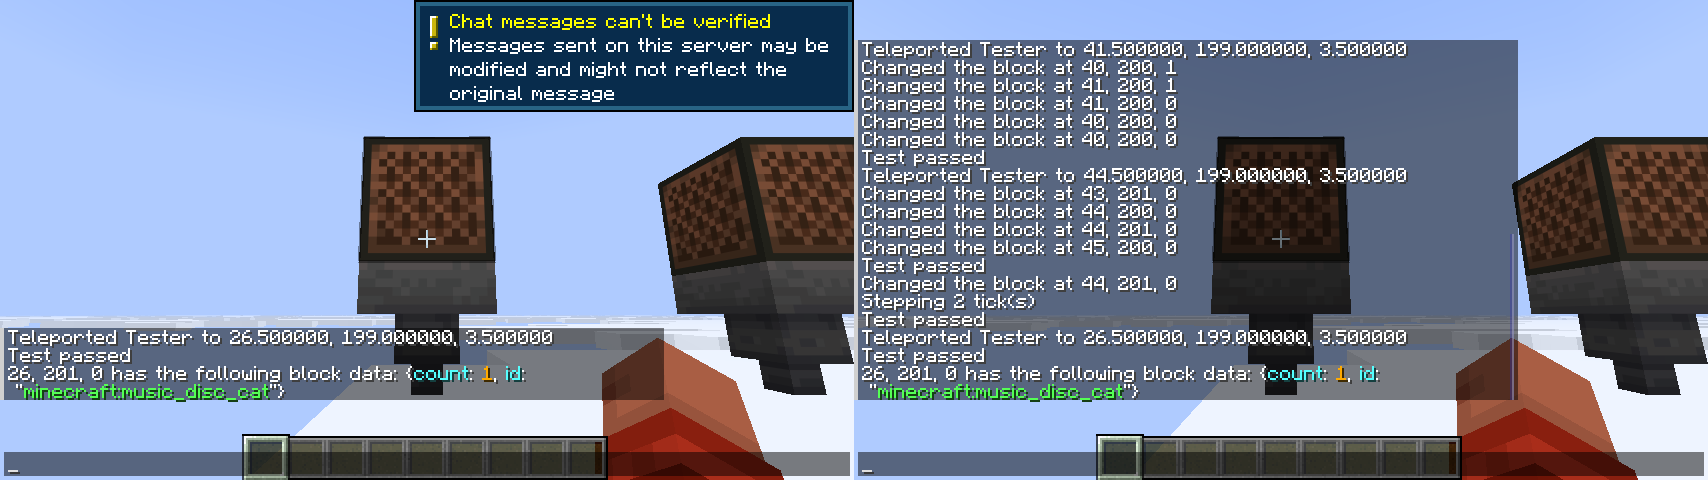 Chat messages can't be verified
Messages sent on this server may be
modified and might not reflect the
original message
Teleported Tester to 26.500000, 199.000000, 3.500000
Test passed
26, 201, 0 has the following block data: {count: 1, id:
"minecraft:music_disc_cat"}
_
Teleported Tester to 41.500000, 199.000000, 3.500000
Changed the block at 40, 200, 1
Changed the block at 41, 200, 1
Changed the block at 41, 200, 0
Changed the block at 40, 200, 0
Changed the block at 40, 200, 0
Test passed
Teleported Tester to 44.500000, 199.000000, 3.500000
Changed the block at 43, 201, 0
Changed the block at 44, 200, 0
Changed the block at 44, 201, 0
Changed the block at 45, 200, 0
Test passed
Changed the block at 44, 201, 0
Stepping 2 tick(s)
Test passed
Teleported Tester to 26.500000, 199.000000, 3.500000
Test passed
26, 201, 0 has the following block data: {count: 1, id:
"minecraft:music_disc_cat"}
_